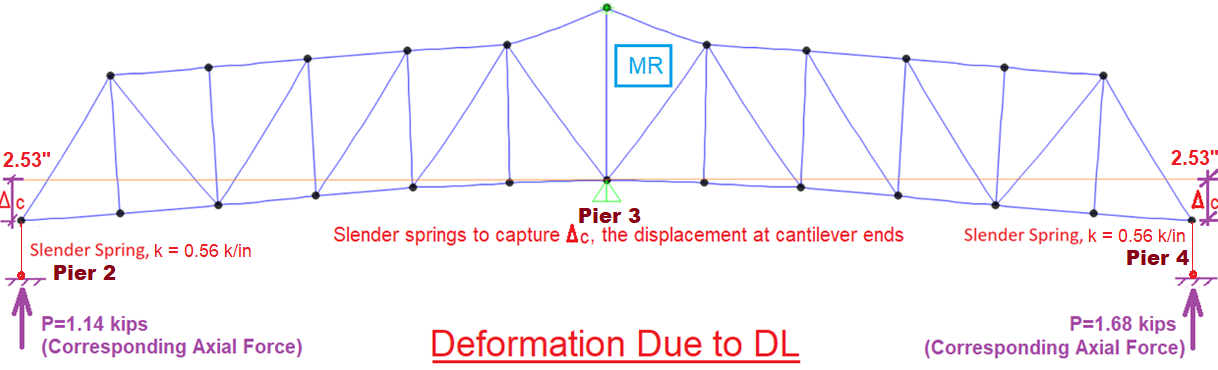 MR
2.53"
2.53"
Δc
Δc
Pier 3
Slender springs to capture Δc, the displacement at cantilever ends
Slender Spring, k = 0.56 k/in
Slender Spring, k = 0.56 k/in
Pier 2
Pier 4
P=1.14 kips
(Corresponding Axial Force)
P=1.68 kips
(Corresponding Axial Force)
Deformation Due to DL